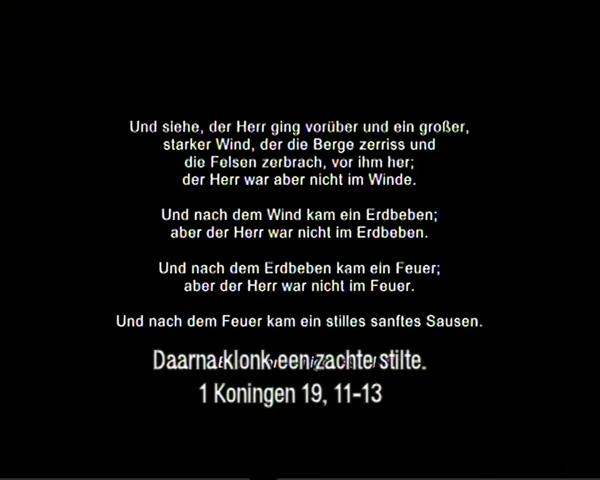 Und siehe, der Herr ging vorüber und ein großer,
starker Wind, der die Berge zerriss und
die Felsen zerbrach, vor ihm her;
der Herr war aber nicht im Winde.
Und nach dem Wind kam ein Erdbeben;
aber der Herr war nicht im Erdbeben.
Und nach dem Erdbeben kam ein Feuer;
aber der Herr war nicht im Feuer.
Und nach dem Feuer kam ein stilles sanftes Sausen.
Daarna klonk een zachte stilte.
1 Koningen 19, 11-13